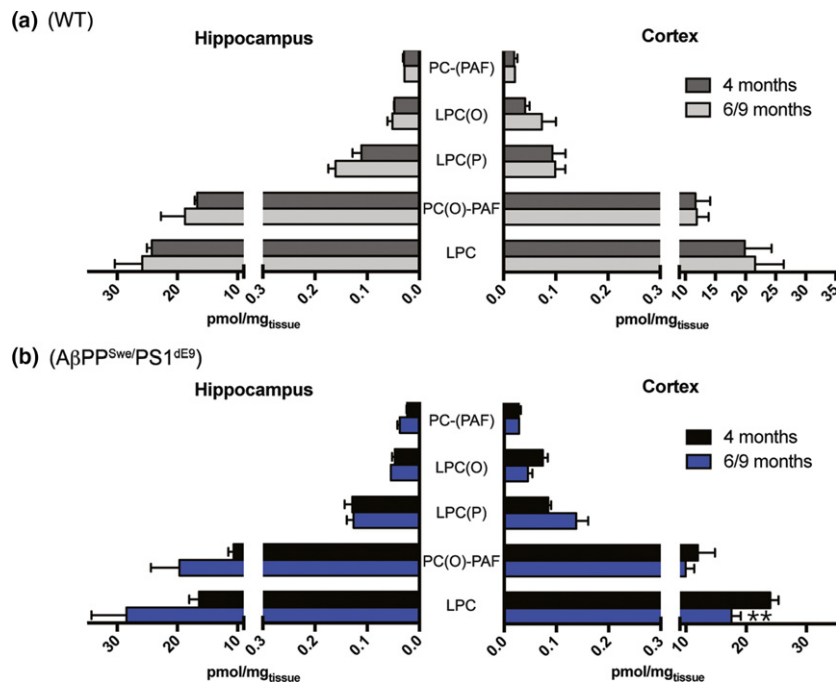 (a) (WT)
Hippocampus
Cortex
PC-(PAF)
LPC(O)
LPC(P)
PC(O)-PAF
LPC
4 months
6/9 months
30 20 10 0.3 0.2 0.1 0.0
0.0 0.1 0.2 0.3 10 15 20 25 30 35
pmol/mgtissue
pmol/mgtissue
(b) (AβPPSwe/PS1dE9)
Hippocampus
Cortex
PC-(PAF)
LPC(O)
LPC(P)
PC(O)-PAF
LPC
4 months
6/9 months
**
30 20 10 0.3 0.2 0.1 0.0
0.0 0.1 0.2 0.3 10 20 30
pmol/mgtissue
pmol/mgtissue